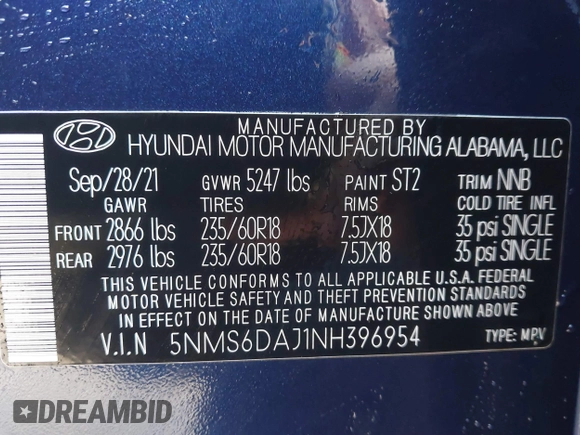 MANUFACTURED BY
HYUNDAI MOTOR MANUFACTURING ALABAMA, LLC
Sep/28/21 GVWR 5247 lbs PAINT ST2 TRIM NNB
GAWR TIRES RIMS COLD TIRE INFL
FRONT 2866 lbs 235/60R18 7.5JX18 35 psi SINGLE
REAR 2976 lbs 235/60R18 7.5JX18 35 psi SINGLE
THIS VEHICLE CONFORMS TO ALL APPLICABLE U.S.A. FEDERAL
MOTOR VEHICLE SAFETY AND THEFT PREVENTION STANDARDS
IN EFFECT ON THE DATE OF MANUFACTURE SHOWN ABOVE
V.I.N 5NMS6DAJ1NH396954 TYPE: MPV
DREAMBID